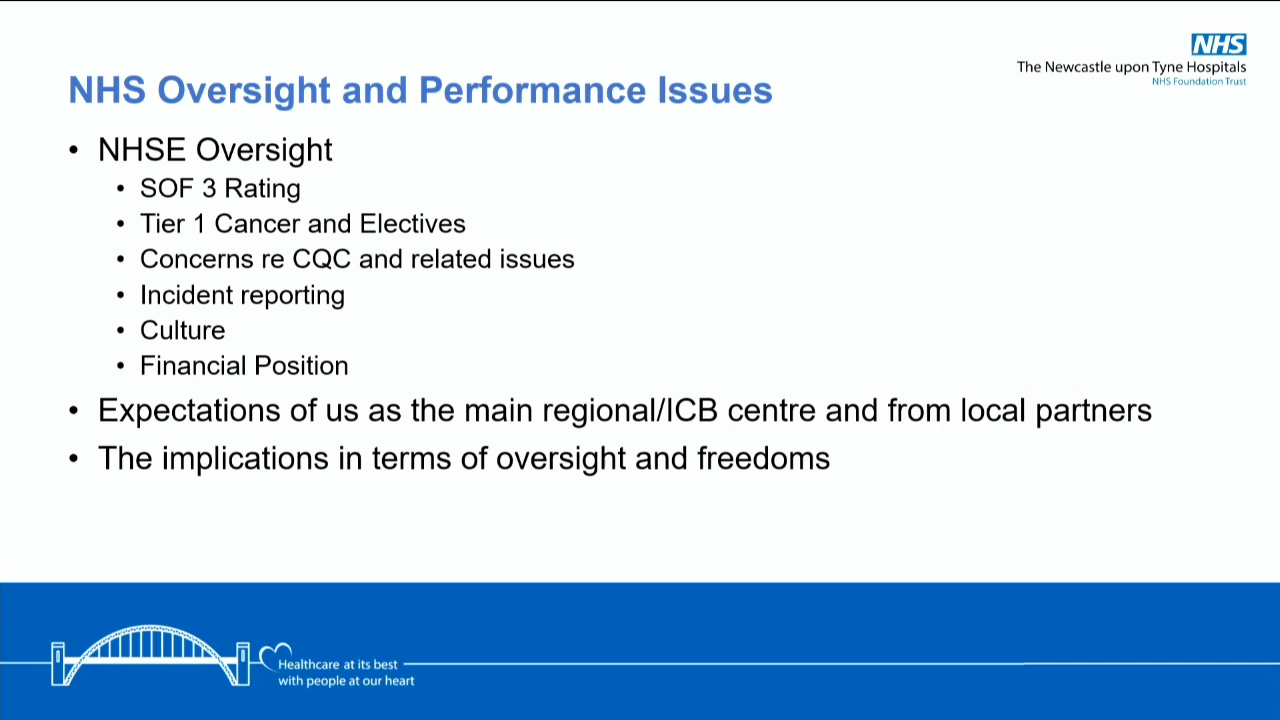 NHS
The Newcastle upon Tyne Hospitals
NHS Foundation Trust
NHS Oversight and Performance Issues
• NHSE Oversight
• SOF 3 Rating
• Tier 1 Cancer and Electives
• Concerns re CQC and related issues
• Incident reporting
• Culture
• Financial Position
• Expectations of us as the main regional/ICB centre and from local partners
• The implications in terms of oversight and freedoms
Healthcare at its best
with people at our heart